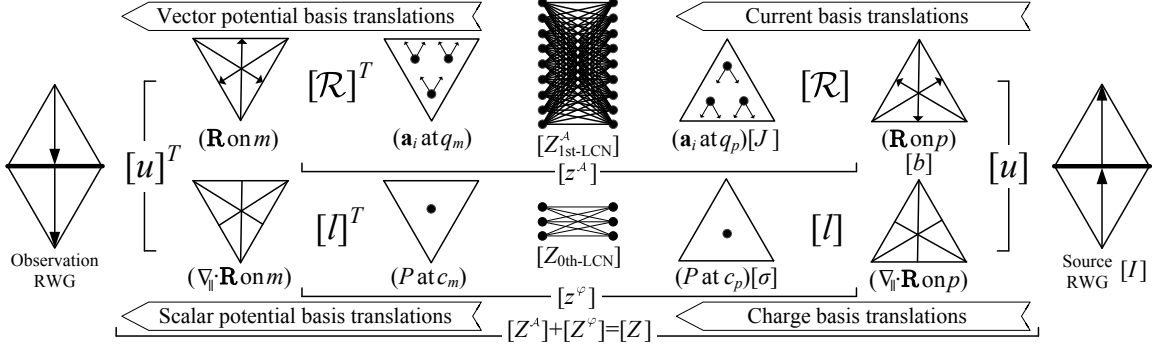 Vector potential basis translations
Current basis translations
[u]^T
(R on m)
[ℛ]^T
(a_i at q_m)
[Z^𝒜_1st-LCN]
(a_i at q_p)[J]
[ℛ]
(R on p)
[b]
[u]
[z^𝒜]
Observation
RWG
(∇_∥·R on m)
[l]^T
(P at c_m)
[Z_0th-LCN]
(P at c_p)[σ]
[l]
(∇_∥·R on p)
Source
RWG
[I]
[z^φ]
Scalar potential basis translations
Charge basis translations
[Z^𝒜]+[Z^φ]=[Z]